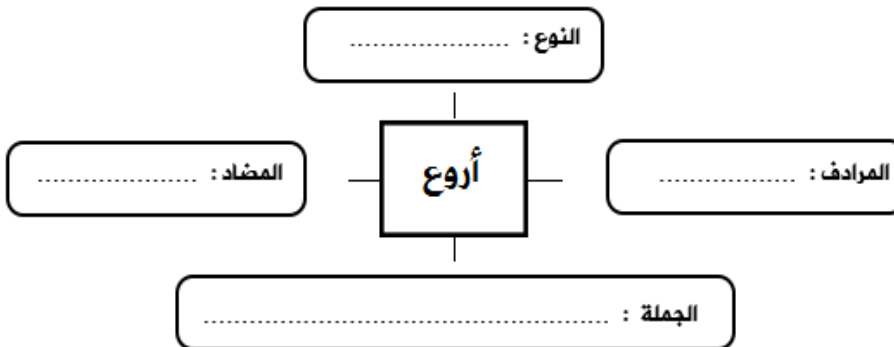 النوع : ....................
المرادف : .................
أروع
المضاد : ....................
الجملة : ...................................................